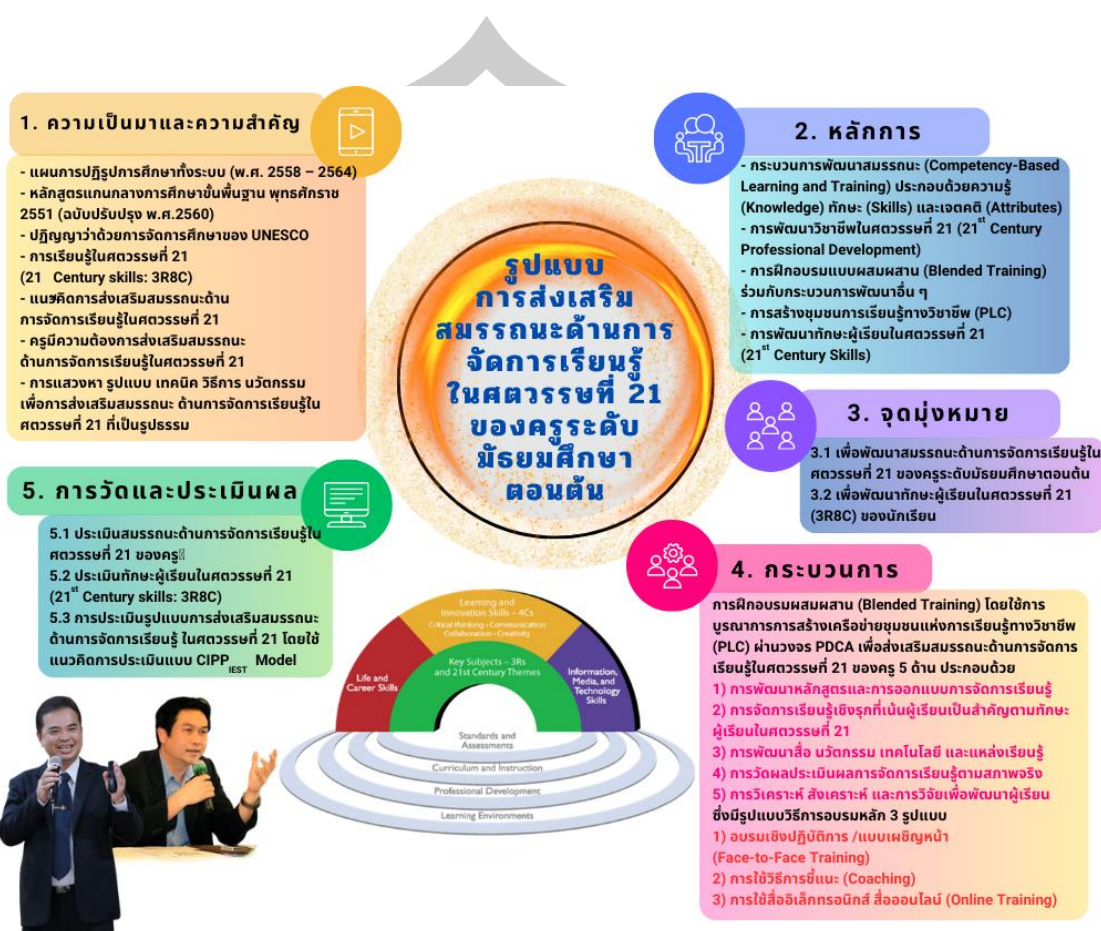 1. ความเป็นมาและความสำคัญ
- แผนการปฏิรูปการศึกษาทั้งระบบ (พ.ศ. 2558 – 2564)
- หลักสูตรแกนกลางการศึกษาขั้นพื้นฐาน พุทธศักราช
2551 (ฉบับปรับปรุง พ.ศ.2560)
- ปฏิญญาว่าด้วยการจัดการศึกษาของ UNESCO
- การเรียนรู้ในศตวรรษที่ 21
(21 Century skills: 3R8C)
- แนวคิดการส่งเสริมสมรรถนะด้าน
การจัดการเรียนรู้ในศตวรรษที่ 21
- ครูมีความต้องการส่งเสริมสมรรถนะ
ด้านการจัดการเรียนรู้ในศตวรรษที่ 21
- การแสวงหา รูปแบบ เทคนิค วิธีการ นวัตกรรม
เพื่อการส่งเสริมสมรรถนะ ด้านการจัดการเรียนรู้ใน
ศตวรรษที่ 21 ที่เป็นรูปธรรม
รูปแบบ
การส่งเสริม
สมรรถนะด้านการ
จัดการเรียนรู้
ในศตวรรษที่ 21
ของครูระดับ
มัธยมศึกษา
ตอนต้น
2. หลักการ
- กระบวนการพัฒนาสมรรถนะ (Competency-Based
Learning and Training) ประกอบด้วยความรู้
(Knowledge) ทักษะ (Skills) และเจตคติ (Attributes)
- การพัฒนาวิชาชีพในศตวรรษที่ 21 (21st Century
Professional Development)
- การฝึกอบรมแบบผสมผสาน (Blended Training)
ร่วมกับกระบวนการพัฒนาอื่น ๆ
- การสร้างชุมชนการเรียนรู้ทางวิชาชีพ (PLC)
- การพัฒนาทักษะผู้เรียนในศตวรรษที่ 21
(21st Century Skills)
3. จุดมุ่งหมาย
3.1 เพื่อพัฒนาสมรรถนะด้านการจัดการเรียนรู้ใน
ศตวรรษที่ 21 ของครูระดับมัธยมศึกษาตอนต้น
3.2 เพื่อพัฒนาทักษะผู้เรียนในศตวรรษที่ 21
(3R8C) ของนักเรียน
4. กระบวนการ
การฝึกอบรมผสมผสาน (Blended Training) โดยใช้การ
บูรณาการการสร้างเครือข่ายชุมชนแห่งการเรียนรู้ทางวิชาชีพ
(PLC) ผ่านวงจร PDCA เพื่อส่งเสริมสมรรถนะด้านการจัดการ
เรียนรู้ในศตวรรษที่ 21 ของครู 5 ด้าน ประกอบด้วย
1) การพัฒนาหลักสูตรและการออกแบบการจัดการเรียนรู้
2) การจัดการเรียนรู้เชิงรุกที่เน้นผู้เรียนเป็นสำคัญตามทักษะ
ผู้เรียนในศตวรรษที่ 21
3) การพัฒนาสื่อ นวัตกรรม เทคโนโลยี และแหล่งเรียนรู้
4) การวัดผลประเมินผลการจัดการเรียนรู้ตามสภาพจริง
5) การวิเคราะห์ สังเคราะห์ และการวิจัยเพื่อพัฒนาผู้เรียน
ซึ่งมีรูปแบบวิธีการอบรมหลัก 3 รูปแบบ
1) อบรมเชิงปฏิบัติการ /แบบเผชิญหน้า
(Face-to-Face Training)
2) การใช้วิธีการชี้แนะ (Coaching)
3) การใช้สื่ออิเล็กทรอนิกส์ สื่อออนไลน์ (Online Training)
5. การวัดและประเมินผล
5.1 ประเมินสมรรถนะด้านการจัดการเรียนรู้ใน
ศตวรรษที่ 21 ของครู
5.2 ประเมินทักษะผู้เรียนในศตวรรษที่ 21
(21st Century skills: 3R8C)
5.3 การประเมินรูปแบบการส่งเสริมสมรรถนะ
ด้านการจัดการเรียนรู้ ในศตวรรษที่ 21 โดยใช้
แนวคิดการประเมินแบบ CIPPIEST Model
Learning and
Innovation Skills – 4Cs
Critical thinking • Communication
Collaboration • Creativity
Key Subjects – 3Rs
and 21st Century Themes
Life and
Career Skills
Information,
Media, and
Technology
Skills
Standards and
Assessments
Curriculum and Instruction
Professional Development
Learning Environments